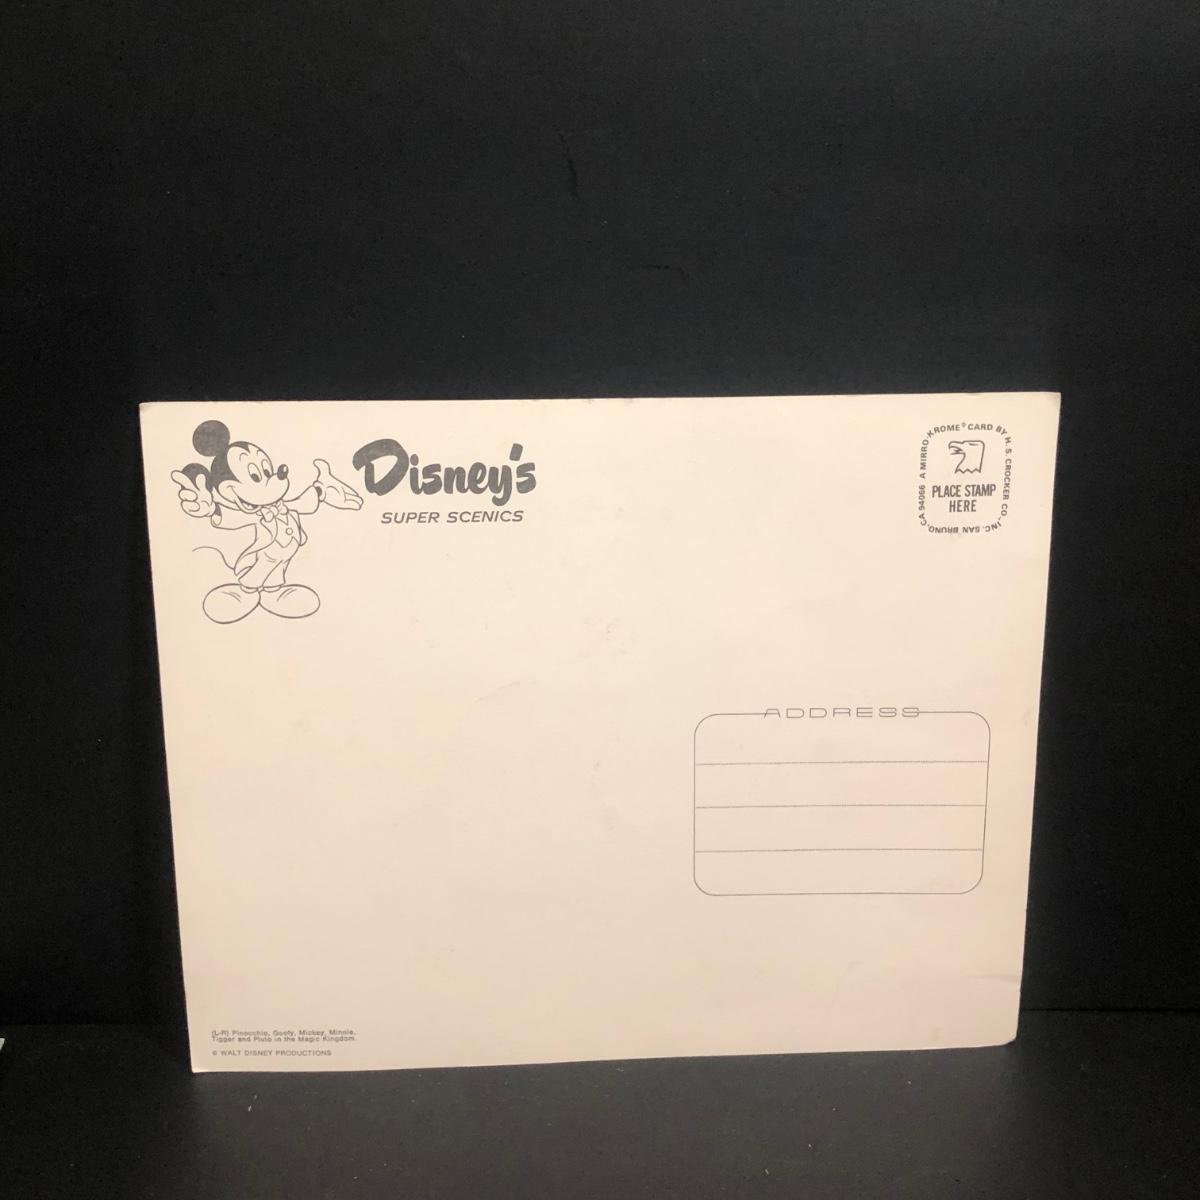 Disney's
SUPER SCENICS
A MIRRO-KROME® CARD BY H. S. CROCKER CO., INC. SAN BRUNO, CA 94066
PLACE STAMP
HERE
ADDRESS
(L-R) Pinocchio, Goofy, Mickey, Minnie,
Tigger and Pluto in the Magic Kingdom.
© WALT DISNEY PRODUCTIONS